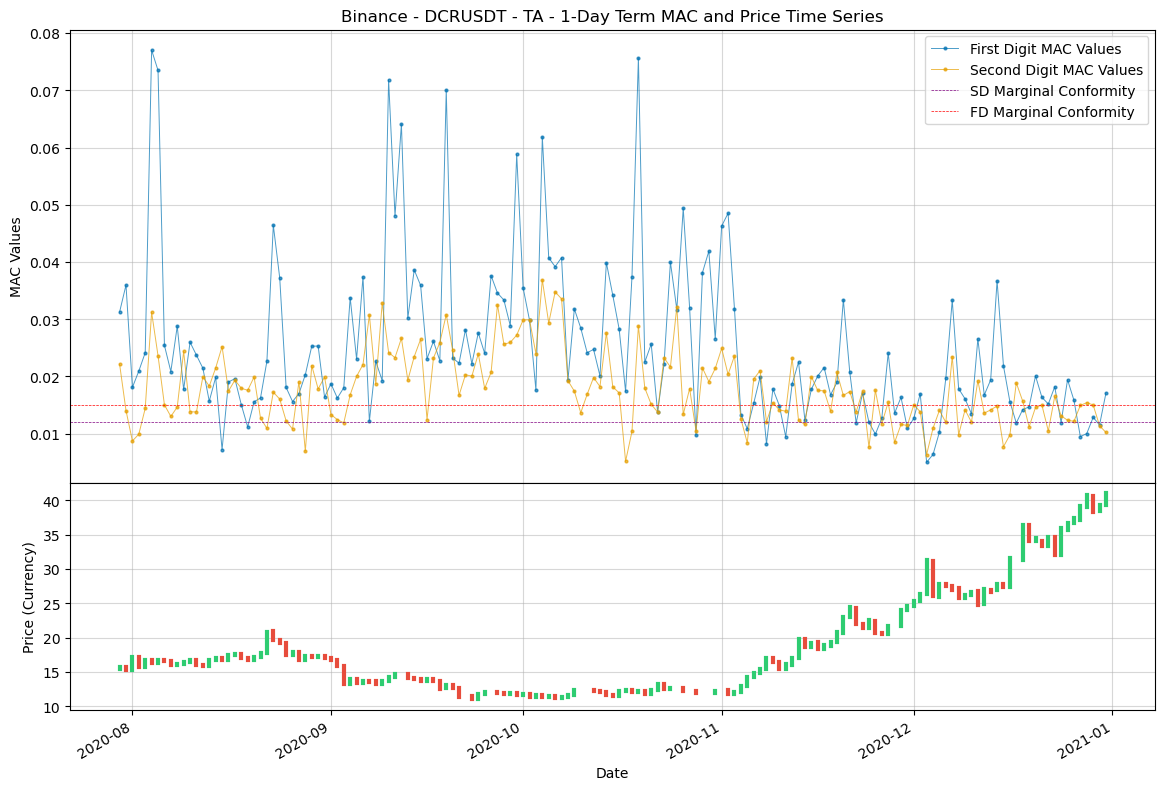 Binance - DCRUSDT - TA - 1-Day Term MAC and Price Time Series
First Digit MAC Values
Second Digit MAC Values
SD Marginal Conformity
FD Marginal Conformity
MAC Values
0.08
0.07
0.06
0.05
0.04
0.03
0.02
0.01
Price (Currency)
40
35
30
25
20
15
10
2020-08
2020-09
2020-10
2020-11
2020-12
2021-01
Date